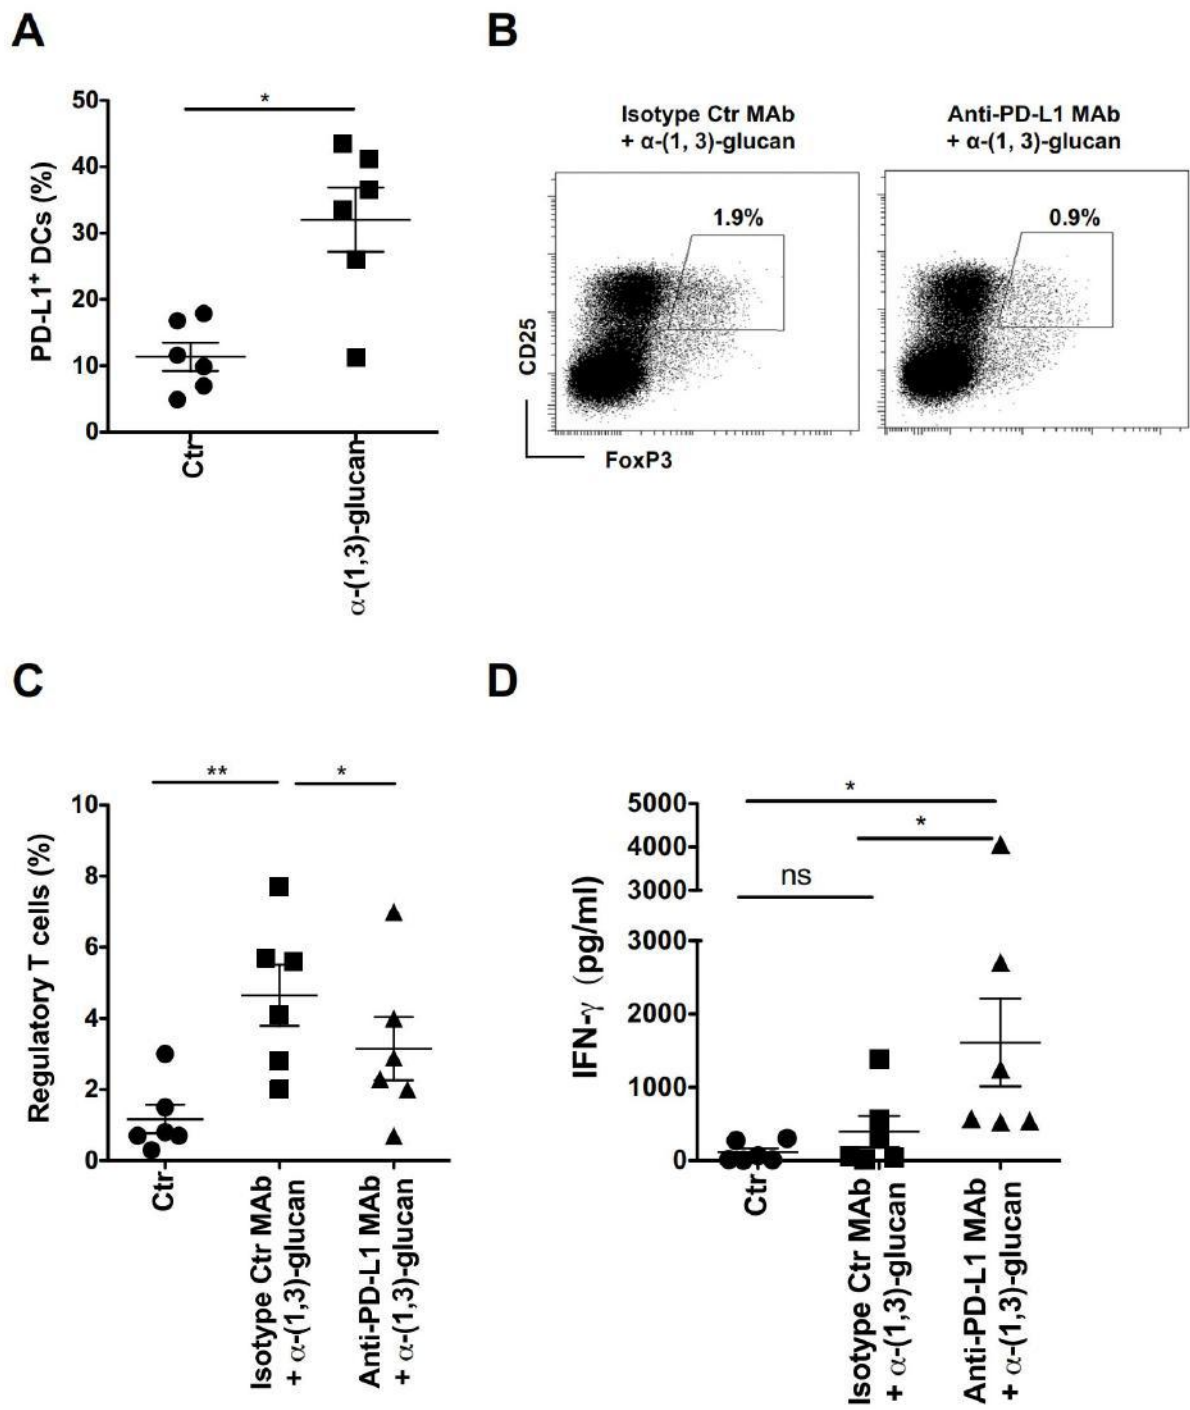 A
50
40
30
20
10
0
PD-L1⁺ DCs (%)
*
Ctr
α-(1,3)-glucan
B
Isotype Ctr MAb
+ α-(1, 3)-glucan
Anti-PD-L1 MAb
+ α-(1, 3)-glucan
1.9%
0.9%
CD25
FoxP3
C
**
*
10
8
6
4
2
0
Regulatory T cells (%)
Ctr
Isotype Ctr MAb
+ α-(1,3)-glucan
Anti-PD-L1 MAb
+ α-(1,3)-glucan
D
*
*
ns
5000
4000
3000
3000
2000
1000
0
IFN-γ (pg/ml)
Ctr
Isotype Ctr MAb
+ α-(1,3)-glucan
Anti-PD-L1 MAb
+ α-(1,3)-glucan